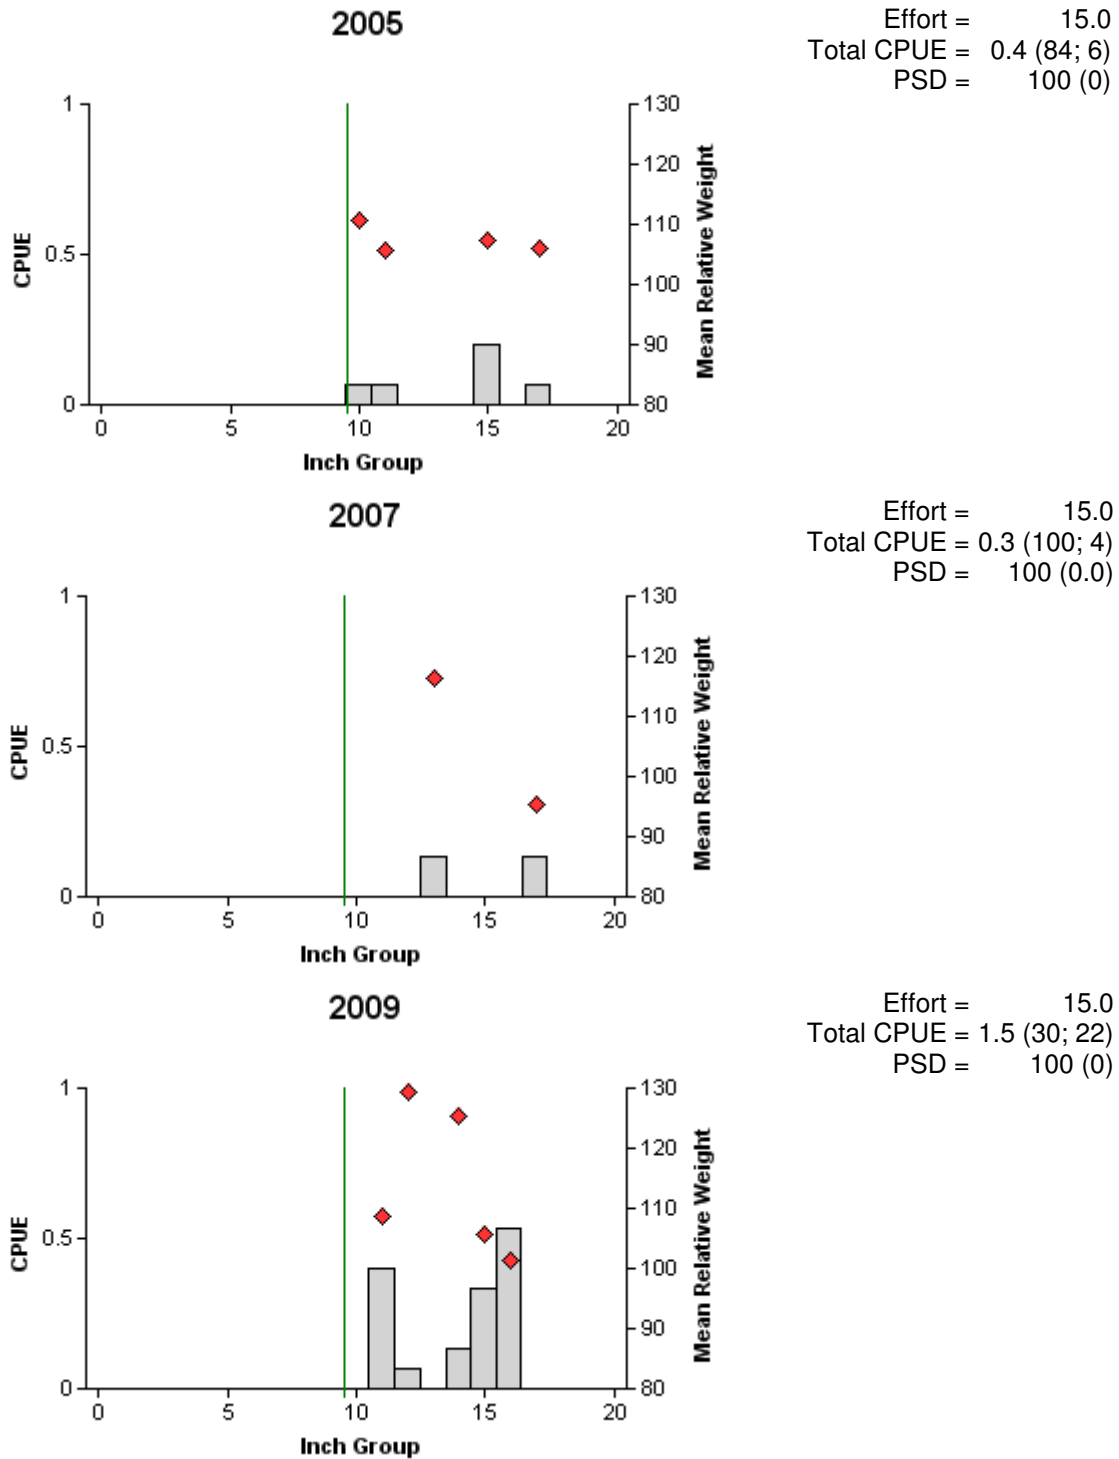 2005
Effort = 15.0
Total CPUE = 0.4 (84; 6)
PSD = 100 (0)
1
0.5
0
CPUE
130
120
110
100
90
80
Mean Relative Weight
0 5 10 15 20
Inch Group
2007
Effort = 15.0
Total CPUE = 0.3 (100; 4)
PSD = 100 (0.0)
1
0.5
0
CPUE
130
120
110
100
90
80
Mean Relative Weight
0 5 10 15 20
Inch Group
2009
Effort = 15.0
Total CPUE = 1.5 (30; 22)
PSD = 100 (0)
1
0.5
0
CPUE
130
120
110
100
90
80
Mean Relative Weight
0 5 10 15 20
Inch Group